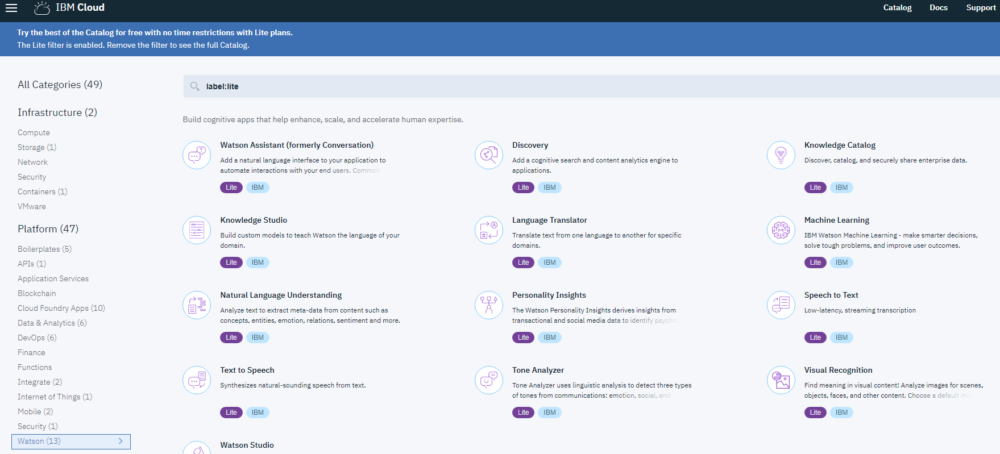 IBM Cloud
Catalog Docs Support
Try the best of the Catalog for free with no time restrictions with Lite plans.
The Lite filter is enabled. Remove the filter to see the full Catalog.
All Categories (49)
Infrastructure (2)
Compute
Storage (1)
Network
Security
Containers (1)
VMware
Platform (47)
Boilerplates (5)
APIs (1)
Application Services
Blockchain
Cloud Foundry Apps (10)
Data & Analytics (6)
DevOps (6)
Finance
Functions
Integrate (2)
Internet of Things (1)
Mobile (2)
Security (1)
Watson (13)
label:lite
Build cognitive apps that help enhance, scale, and accelerate human expertise.
Watson Assistant (formerly Conversation)
Add a natural language interface to your application to
automate interactions with your end users. Common
Lite IBM
Discovery
Add a cognitive search and content analytics engine to
applications.
Lite IBM
Knowledge Catalog
Discover, catalog, and securely share enterprise data.
Lite IBM
Knowledge Studio
Build custom models to teach Watson the language of your
domain.
Lite IBM
Language Translator
Translate text from one language to another for specific
domains.
Lite IBM
Machine Learning
IBM Watson Machine Learning - make smarter decisions,
solve tough problems, and improve user outcomes.
Lite IBM
Natural Language Understanding
Analyze text to extract meta-data from content such as
concepts, entities, emotion, relations, sentiment and more.
Lite IBM
Personality Insights
The Watson Personality Insights derives insights from
transactional and social media data to identify
Lite IBM
Speech to Text
Low-latency, streaming transcription
Lite IBM
Text to Speech
Synthesizes natural-sounding speech from text.
Lite IBM
Tone Analyzer
Tone Analyzer uses linguistic analysis to detect three types
of tones from communications: emotion, social, and
Lite IBM
Visual Recognition
Find meaning in visual content! Analyze images for scenes,
objects, faces, and other content. Choose a default
Lite IBM
Watson Studio